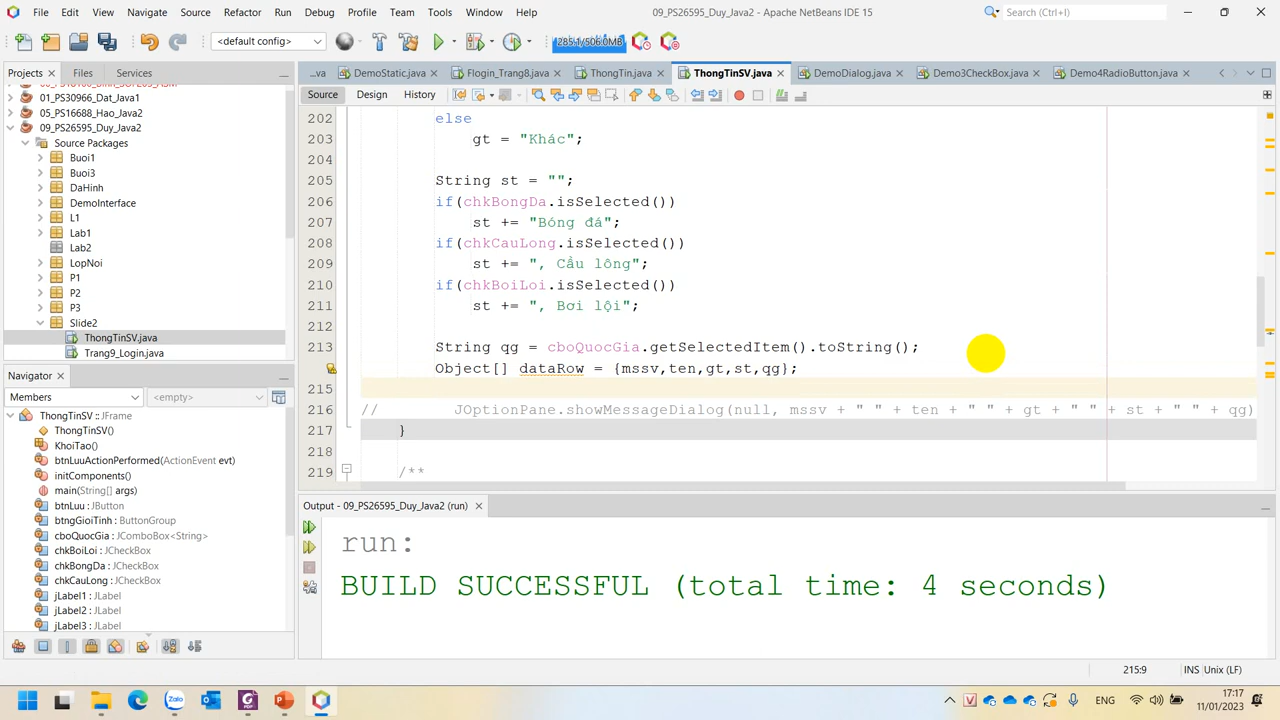 File Edit View Navigate Source Refactor Run Debug Profile Team Tools Window Help
09_PS26595_Duy_Java2 - Apache NetBeans IDE 15
Search (Ctrl+I)
<default config>
285.1/506.0MB
Projects Files Services
...va DemoStatic.java Flogin_Trang8.java ThongTin.java ThongTinSV.java DemoDialog.java Demo3CheckBox.java Demo4RadioButton.java
Source Design History
01_PS30966_Dat_Java1
05_PS16688_Hao_Java2
09_PS26595_Duy_Java2
Source Packages
Buoi1
Buoi3
DaHinh
DemoInterface
L1
Lab1
Lab2
LopNoi
P1
P2
P3
Slide2
ThongTinSV.java
Trang9_Login.java
202 else
203 gt = "Khác";
204
205 String st = "";
206 if(chkBongDa.isSelected())
207 st += "Bóng đá";
208 if(chkCauLong.isSelected())
209 st += ", Cầu lông";
210 if(chkBoiLoi.isSelected())
211 st += ", Bơi lội";
212
213 String qg = cboQuocGia.getSelectedItem().toString();
Object[] dataRow = {mssv,ten,gt,st,qg};
215
216 // JOptionPane.showMessageDialog(null, mssv + " " + ten + " " + gt + " " + st + " " + qg)
217 }
218
219 /**
Navigator
Members <empty>
ThongTinSV :: JFrame
ThongTinSV()
KhoiTao()
btnLuuActionPerformed(ActionEvent evt)
initComponents()
main(String[] args)
btnLuu : JButton
btngGioiTinh : ButtonGroup
cboQuocGia : JComboBox<String>
chkBoiLoi : JCheckBox
chkBongDa : JCheckBox
chkCauLong : JCheckBox
jLabel1 : JLabel
jLabel2 : JLabel
jLabel3 : JLabel
Output - 09_PS26595_Duy_Java2 (run)
run:
BUILD SUCCESSFUL (total time: 4 seconds)
215:9 INS Unix (LF)
ENG
17:17
11/01/2023